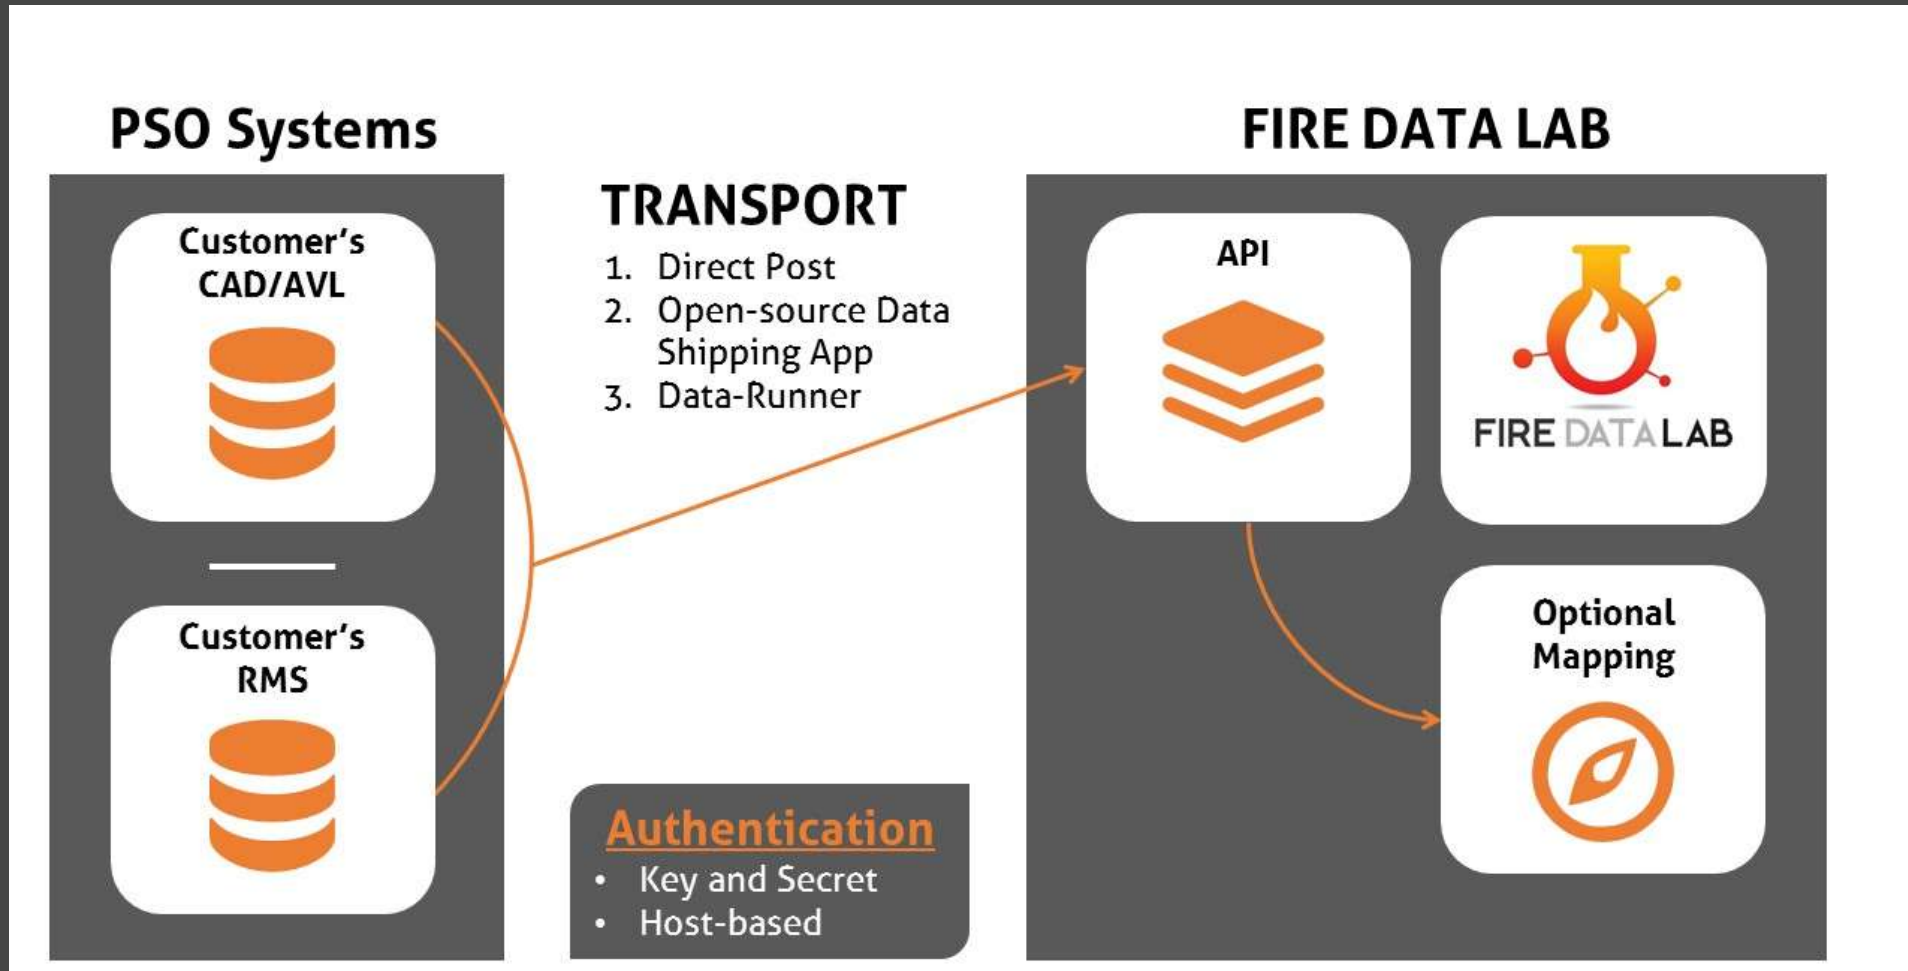 PSO Systems
Customer's
CAD/AVL
Customer's
RMS
TRANSPORT
1. Direct Post
2. Open-source Data
Shipping App
3. Data-Runner
Authentication
• Key and Secret
• Host-based
FIRE DATA LAB
API
FIRE DATA LAB
Optional
Mapping